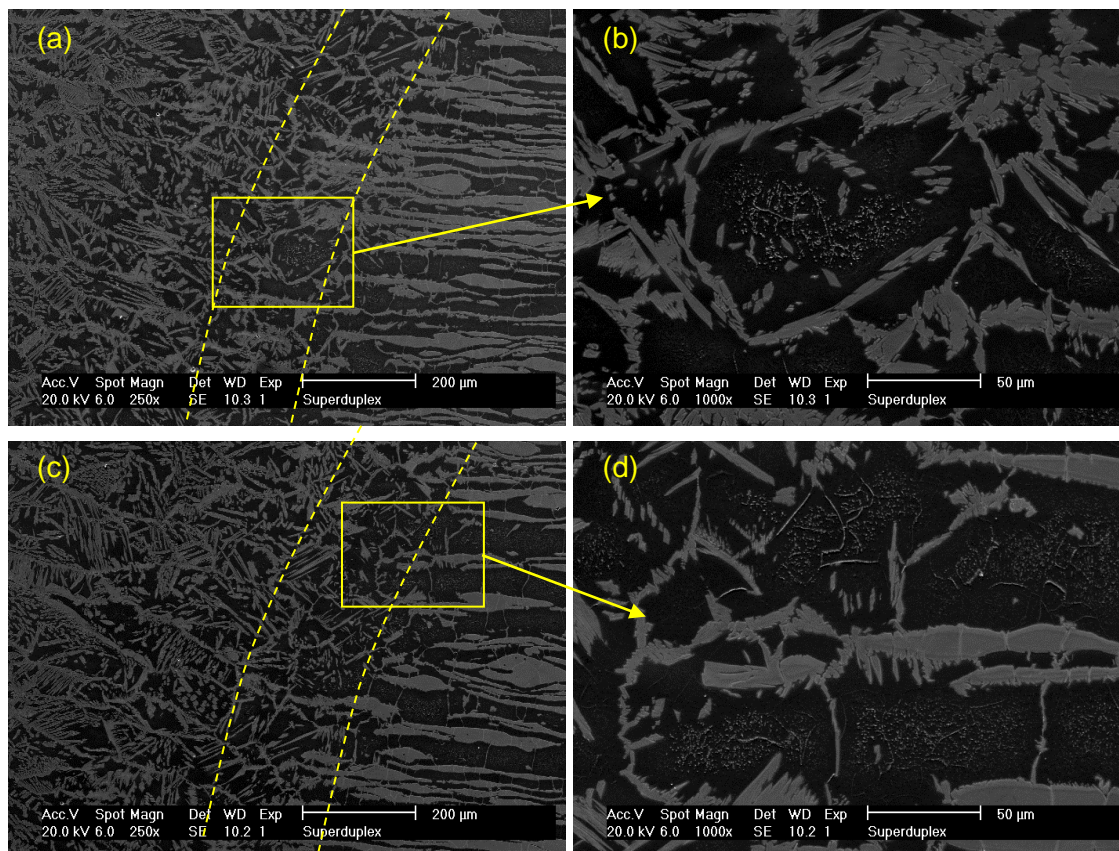 (a)
Acc.V Spot Magn Det WD Exp 200 µm
20.0 kV 6.0 250x SE 10.3 1 Superduplex
(b)
Acc.V Spot Magn Det WD Exp 50 µm
20.0 kV 6.0 1000x SE 10.3 1 Superduplex
(c)
Acc.V Spot Magn Det WD Exp 200 µm
20.0 kV 6.0 250x SE 10.2 1 Superduplex
(d)
Acc.V Spot Magn Det WD Exp 50 µm
20.0 kV 6.0 1000x SE 10.2 1 Superduplex